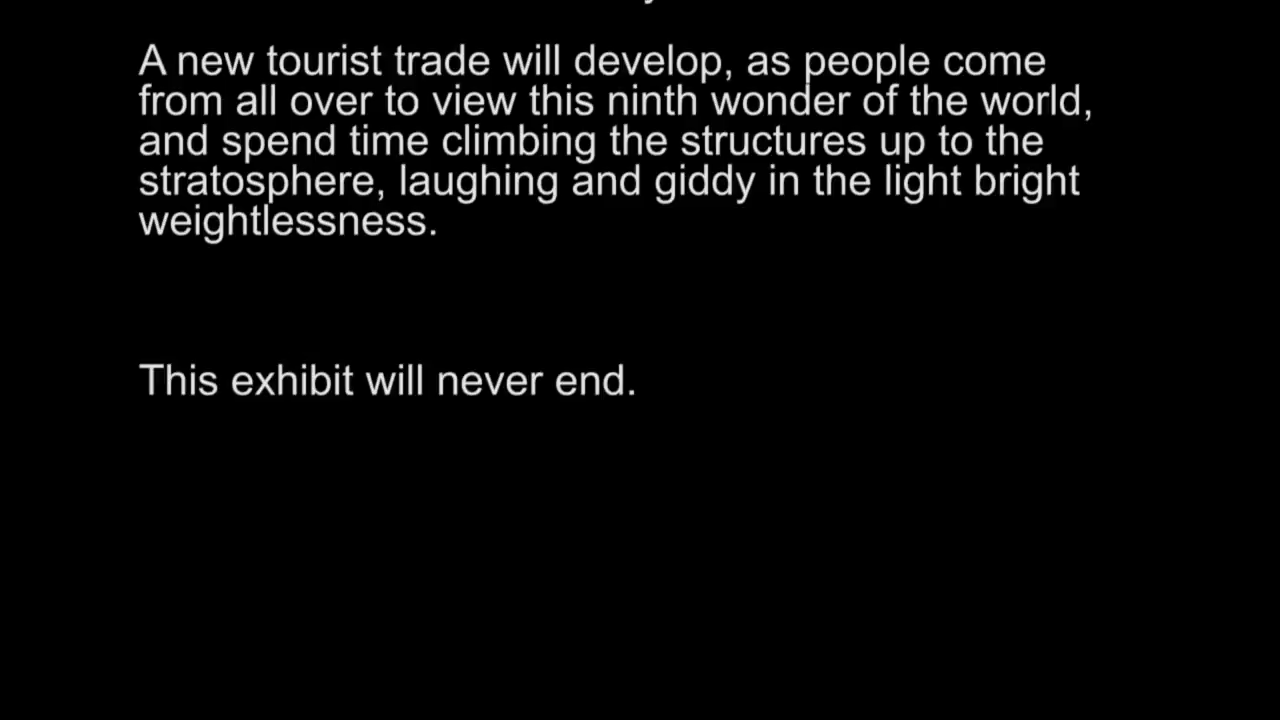 A new tourist trade will develop, as people come
from all over to view this ninth wonder of the world,
and spend time climbing the structures up to the
stratosphere, laughing and giddy in the light bright
weightlessness.
This exhibit will never end.